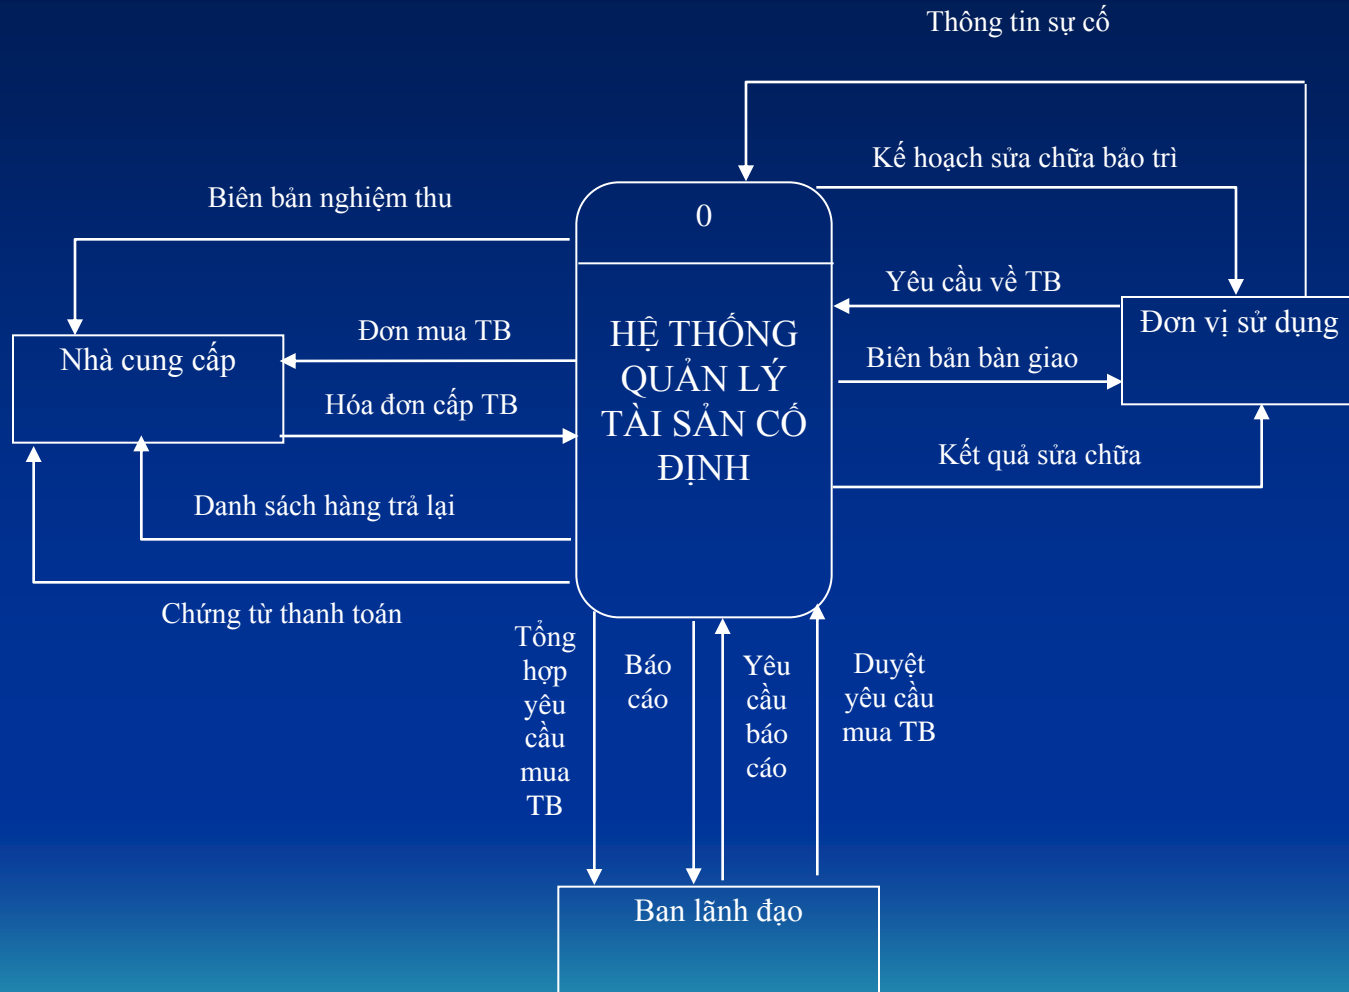 Thông tin sự cố
Kế hoạch sửa chữa bảo trì
Biên bản nghiệm thu
0
Yêu cầu về TB
Đơn vị sử dụng
Đơn mua TB
HỆ THỐNG
QUẢN LÝ
TÀI SẢN CỐ
ĐỊNH
Nhà cung cấp
Biên bản bàn giao
Hóa đơn cấp TB
Kết quả sửa chữa
Danh sách hàng trả lại
Chứng từ thanh toán
Tổng
hợp
yêu
cầu
mua
TB
Báo
cáo
Yêu
cầu
báo
cáo
Duyệt
yêu cầu
mua TB
Ban lãnh đạo